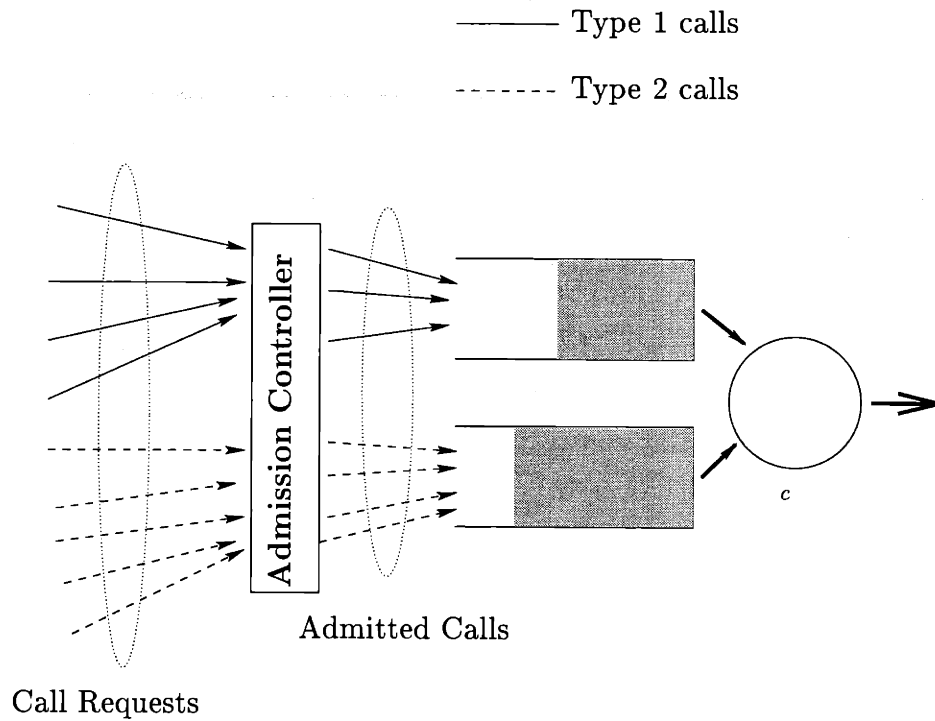 Type 1 calls
Type 2 calls
Admission Controller
c
Admitted Calls
Call Requests